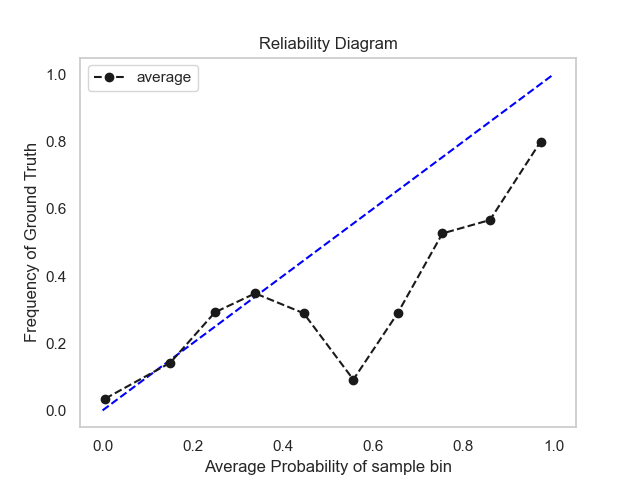 Reliability Diagram
average
Frequency of Ground Truth
1.0
0.8
0.6
0.4
0.2
0.0
0.0 0.2 0.4 0.6 0.8 1.0
Average Probability of sample bin